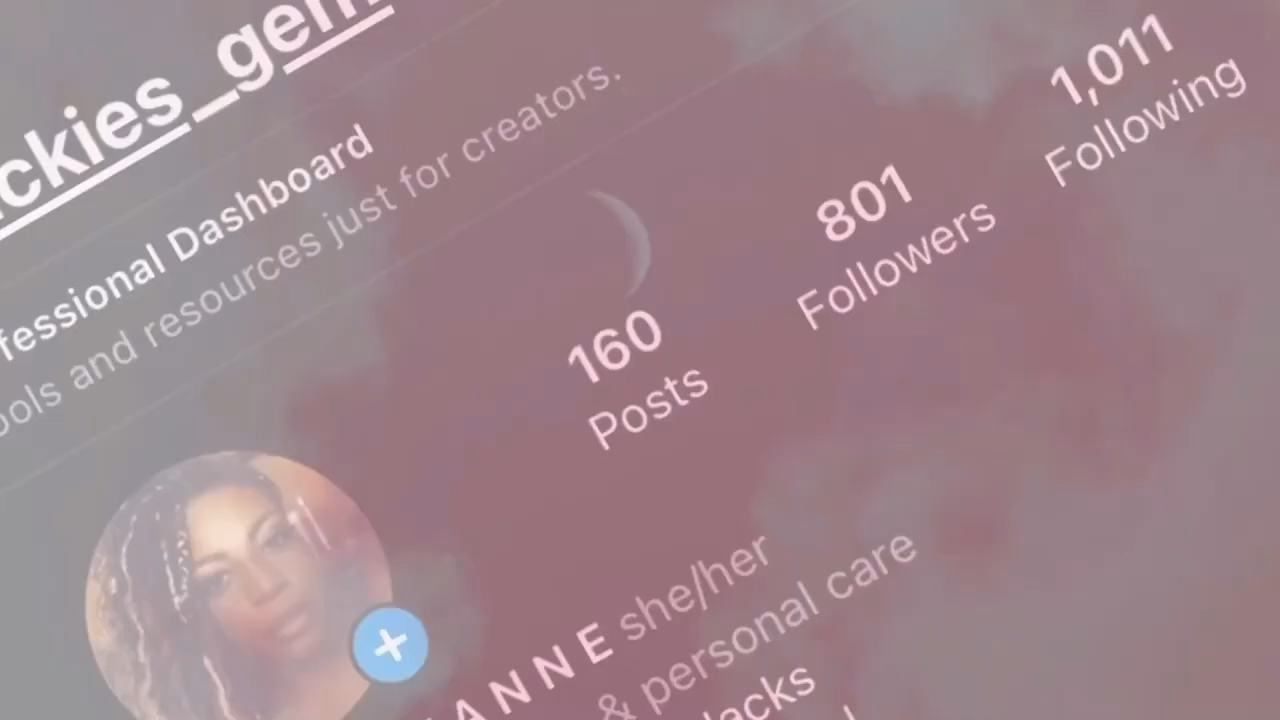 ckies_gem
fessional Dashboard
ools and resources just for creators.
160
Posts
801
Followers
1,011
Following
ANNE she/her
& personal care
lacks